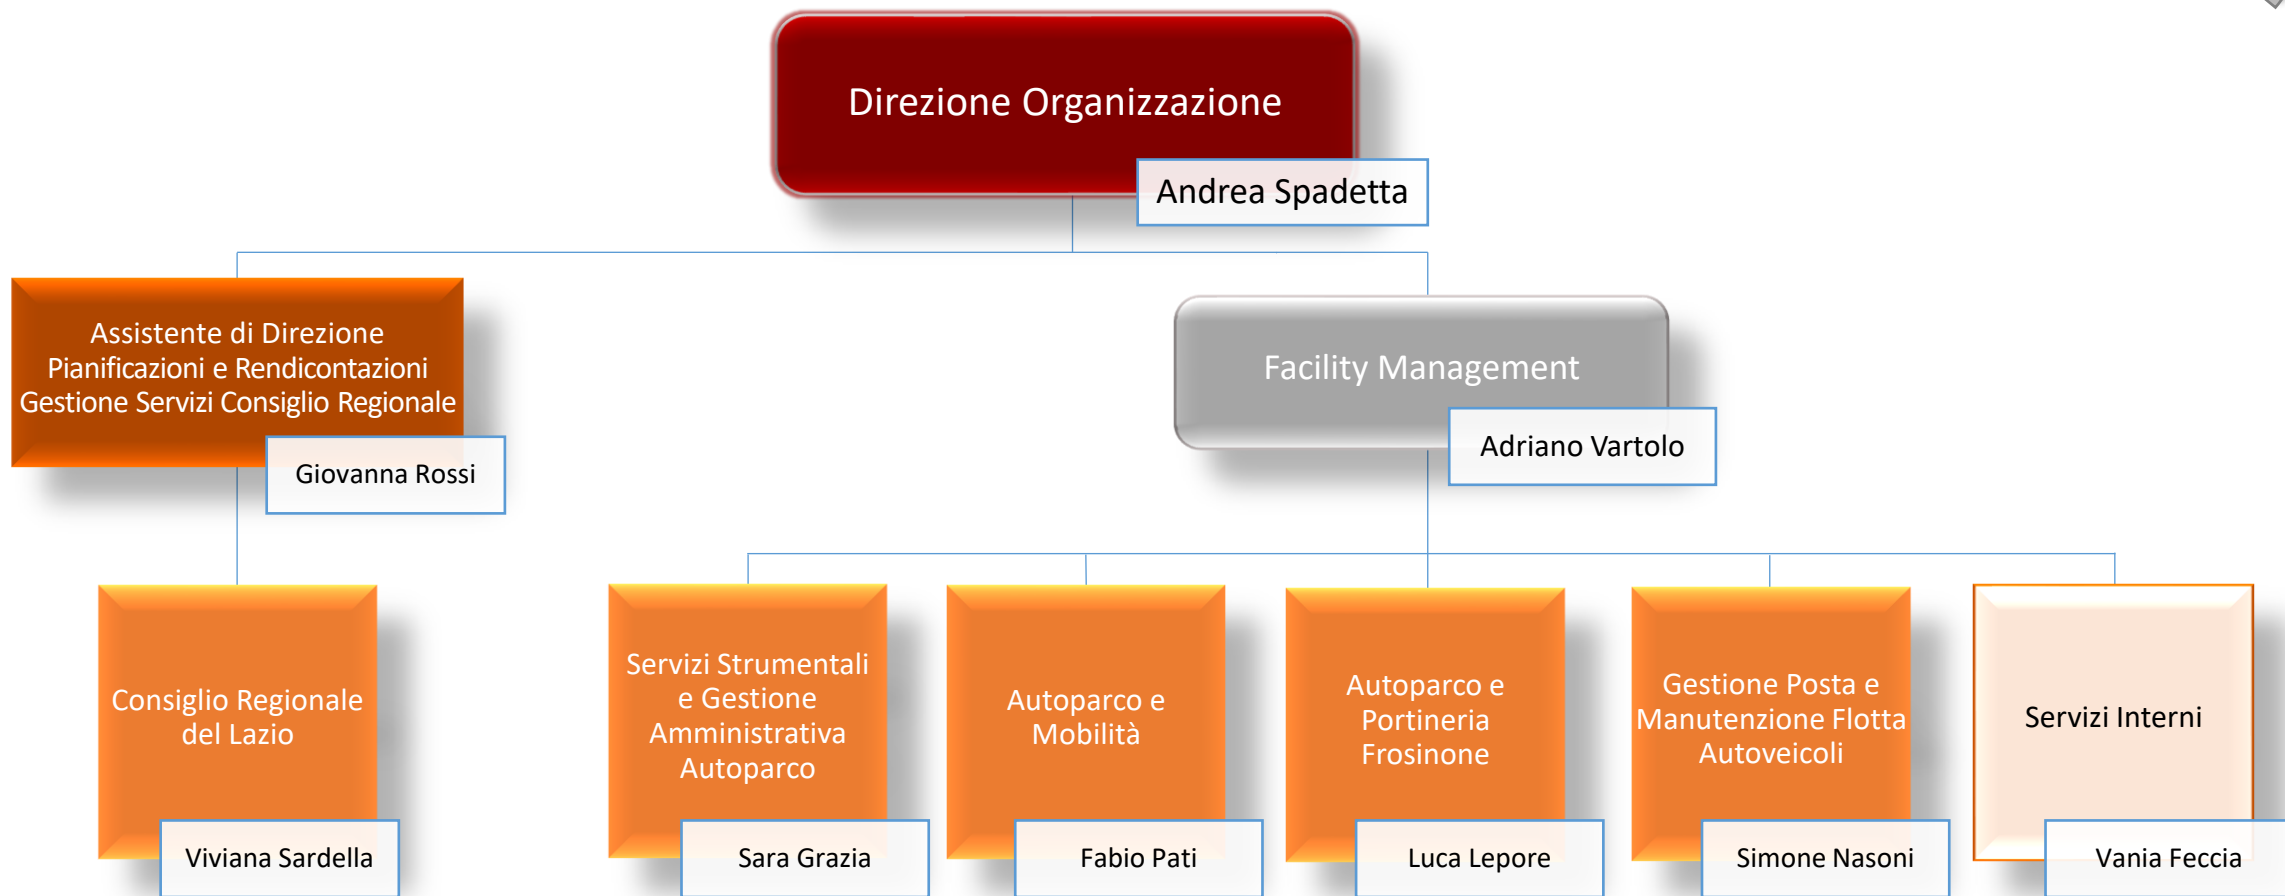 Direzione Organizzazione
Andrea Spadetta
Assistente di Direzione
Pianificazioni e Rendicontazioni
Gestione Servizi Consiglio Regionale
Giovanna Rossi
Facility Management
Adriano Vartolo
Consiglio Regionale
del Lazio
Viviana Sardella
Servizi Strumentali
e Gestione
Amministrativa
Autoparco
Sara Grazia
Autoparco e
Mobilità
Fabio Pati
Autoparco e
Portineria
Frosinone
Luca Lepore
Gestione Posta e
Manutenzione Flotta
Autoveicoli
Simone Nasoni
Servizi Interni
Vania Feccia